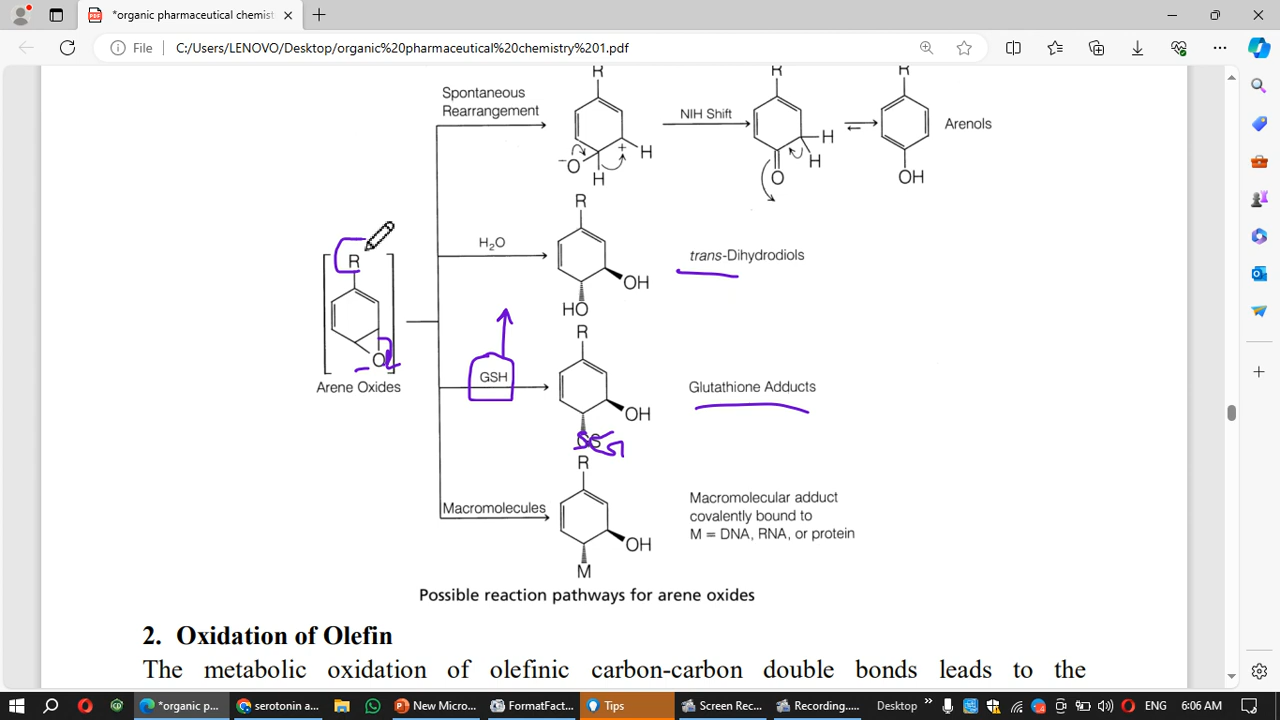 *organic pharmaceutical chemist
File
C:/Users/LENOVO/Desktop/organic%20pharmaceutical%20chemistry%201.pdf
R
R
R
Spontaneous
Rearrangement
NIH Shift
Arenols
+
H
H
H
−O
H
O
OH
R
H2O
trans-Dihydrodiols
OH
HO
R
O
Arene Oxides
R
GSH
Glutathione Adducts
OH
R
Macromolecules
Macromolecular adduct
covalently bound to
M = DNA, RNA, or protein
OH
M
Possible reaction pathways for arene oxides
2. Oxidation of Olefin
The metabolic oxidation of olefinic carbon-carbon double bonds leads to the
*organic p...
serotonin a...
New Micro...
FormatFact...
Tips
Screen Rec...
Recording....
Desktop
ENG
6:06 AM